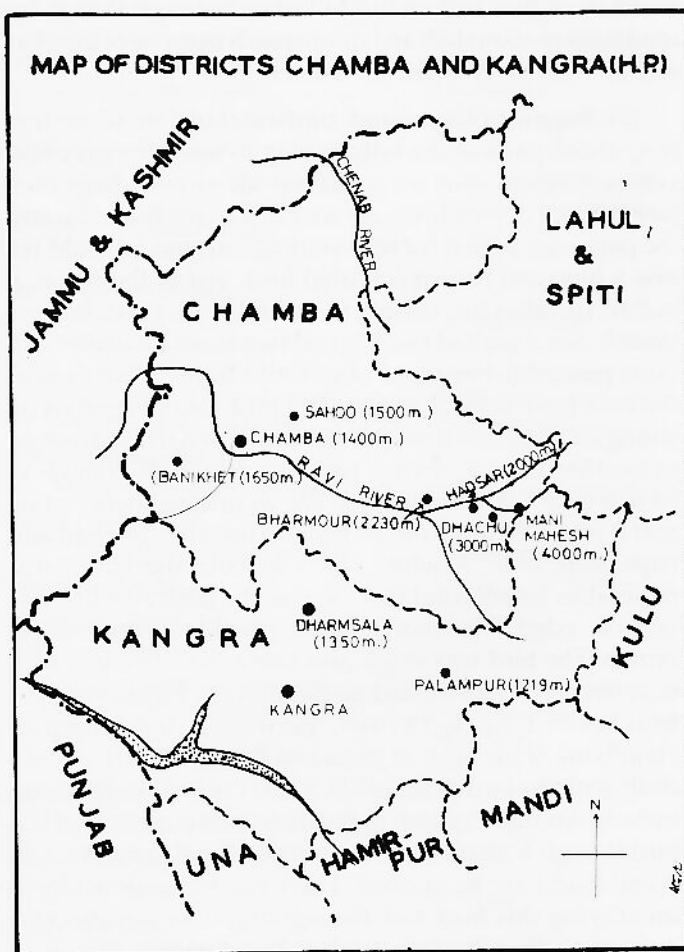 MAP OF DISTRICTS CHAMBA AND KANGRA(H.P.)
JAMMU & KASHMIR
CHENAB RIVER
LAHUL,
&
SPITI
CHAMBA
SAHOO (1500m.)
CHAMBA (1400m.)
(BANIKHET (1650m.)
RAVI RIVER
HADSAR (2000m.)
BHARMOUR (2230m)
DHACHU
(3000m)
MANI
MAHESH
(4000m.)
KANGRA
DHARMSALA
(1350m.)
KULU
PALAMPUR (1219m)
KANGRA
PUNJAB
UNA
HAMIR-
PUR
MANDI
N